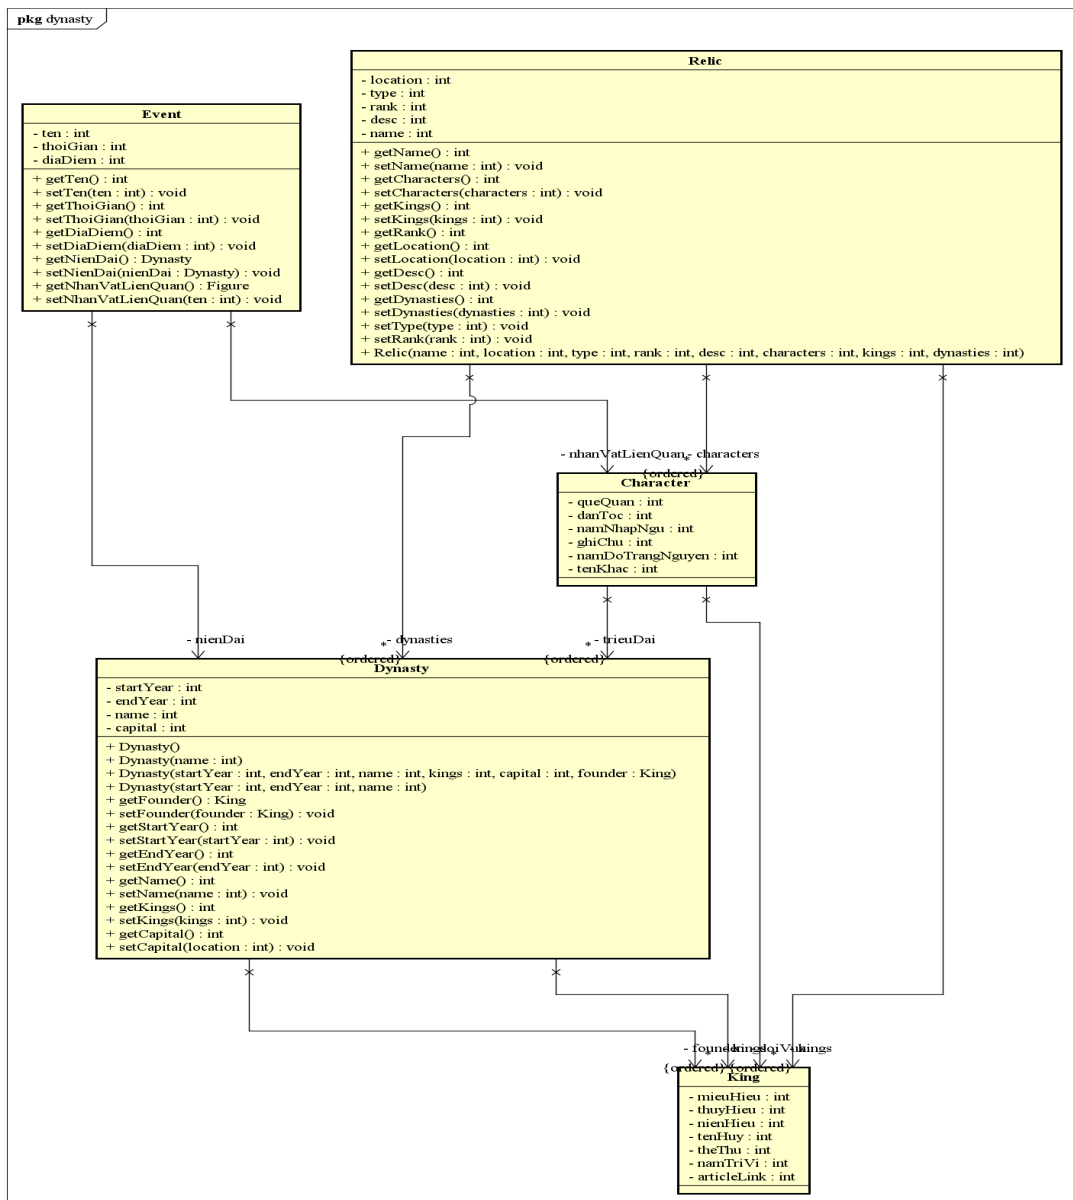 pkg dynasty
Relic
- location : int
- type : int
- rank : int
- desc : int
- name : int
+ getName() : int
+ setName(name : int) : void
+ getCharacters() : int
+ setCharacters(characters : int) : void
+ getKings() : int
+ setKings(kings : int) : void
+ getRank() : int
+ getLocation() : int
+ setLocation(location : int) : void
+ getDesc() : int
+ setDesc(desc : int) : void
+ getDynasties() : int
+ setDynasties(dynasties : int) : void
+ setType(type : int) : void
+ setRank(rank : int) : void
+ Relic(name : int, location : int, type : int, rank : int, desc : int, characters : int, kings : int, dynasties : int)
Event
- ten : int
- thoiGian : int
- diaDiem : int
+ getTen() : int
+ setTen(ten : int) : void
+ getThoiGian() : int
+ setThoiGian(thoiGian : int) : void
+ getDiaDiem() : int
+ setDiaDiem(diaDiem : int) : void
+ getNienDai() : Dynasty
+ setNienDai(nienDai : Dynasty) : void
+ getNhanVatLienQuan() : Figure
+ setNhanVatLienQuan(ten : int) : void
- nhanVatLienQuan
- characters
*
{ordered}
Character
- queQuan : int
- danToc : int
- namNhapNgu : int
- ghiChu : int
- namDoTrangNguyen : int
- tenKhac : int
- nienDai
- dynasties
*
{ordered}
- trieuDai
*
{ordered}
Dynasty
- startYear : int
- endYear : int
- name : int
- capital : int
+ Dynasty()
+ Dynasty(name : int)
+ Dynasty(startYear : int, endYear : int, name : int, kings : int, capital : int, founder : King)
+ Dynasty(startYear : int, endYear : int, name : int)
+ getFounder() : King
+ setFounder(founder : King) : void
+ getStartYear() : int
+ setStartYear(startYear : int) : void
+ getEndYear() : int
+ setEndYear(endYear : int) : void
+ getName() : int
+ setName(name : int) : void
+ getKings() : int
+ setKings(kings : int) : void
+ getCapital() : int
+ setCapital(location : int) : void
- founder
- kings
*
*
{ordered}
{ordered}
King
- mieuHieu : int
- thuyHieu : int
- nienHieu : int
- tenHuy : int
- theThu : int
- namTriVi : int
- articleLink : int